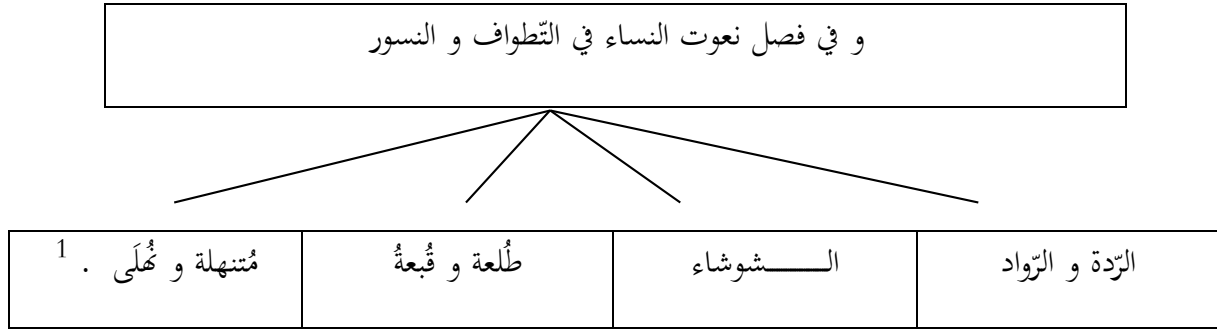 و في فصل نعوت النساء في التّطواف و النسور
الرّدة و الرّواد
الـــــشوشاء
طُلعة و قُبعةُ
مُتنهلة و نُهلَى . 1